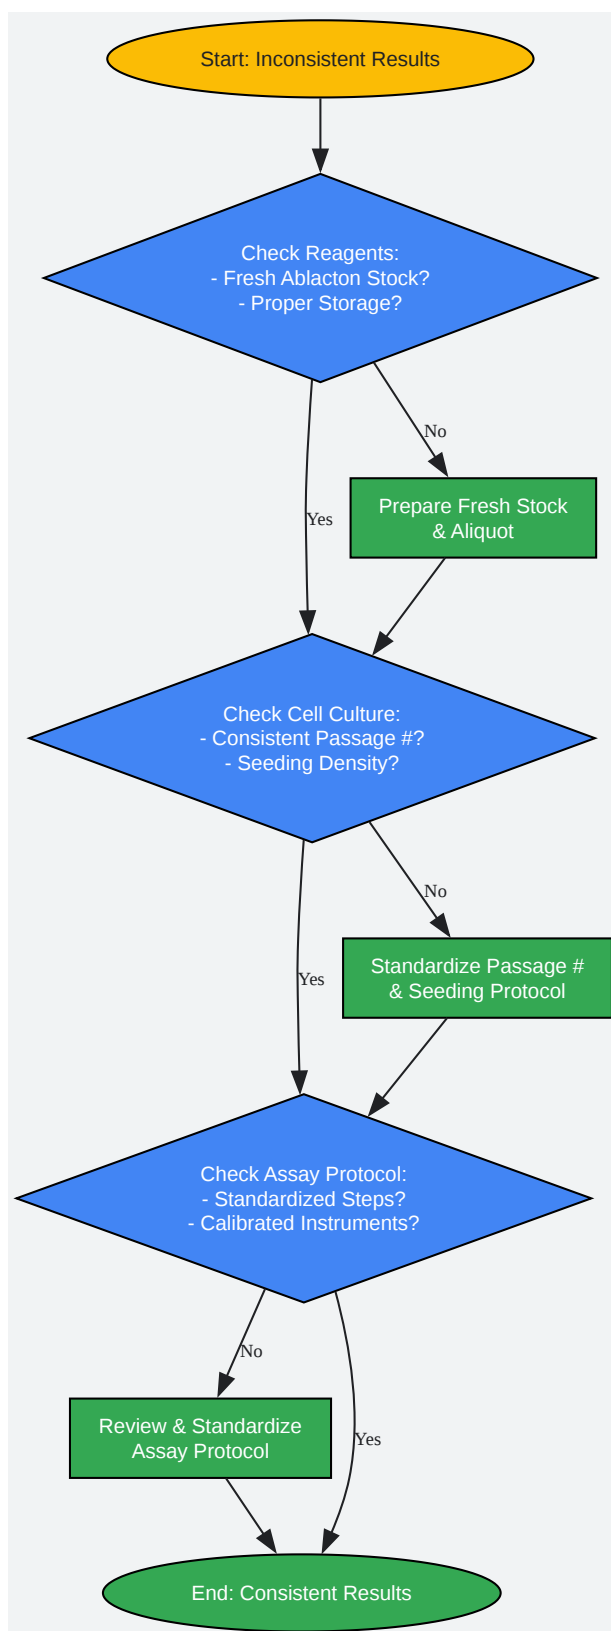 Start: Inconsistent Results
Check Reagents:
- Fresh Ablacton Stock?
- Proper Storage?
No
Yes
Prepare Fresh Stock
& Aliquot
Check Cell Culture:
- Consistent Passage #?
- Seeding Density?
No
Yes
Standardize Passage #
& Seeding Protocol
Check Assay Protocol:
- Standardized Steps?
- Calibrated Instruments?
No
Review & Standardize
Assay Protocol
Yes
End: Consistent Results